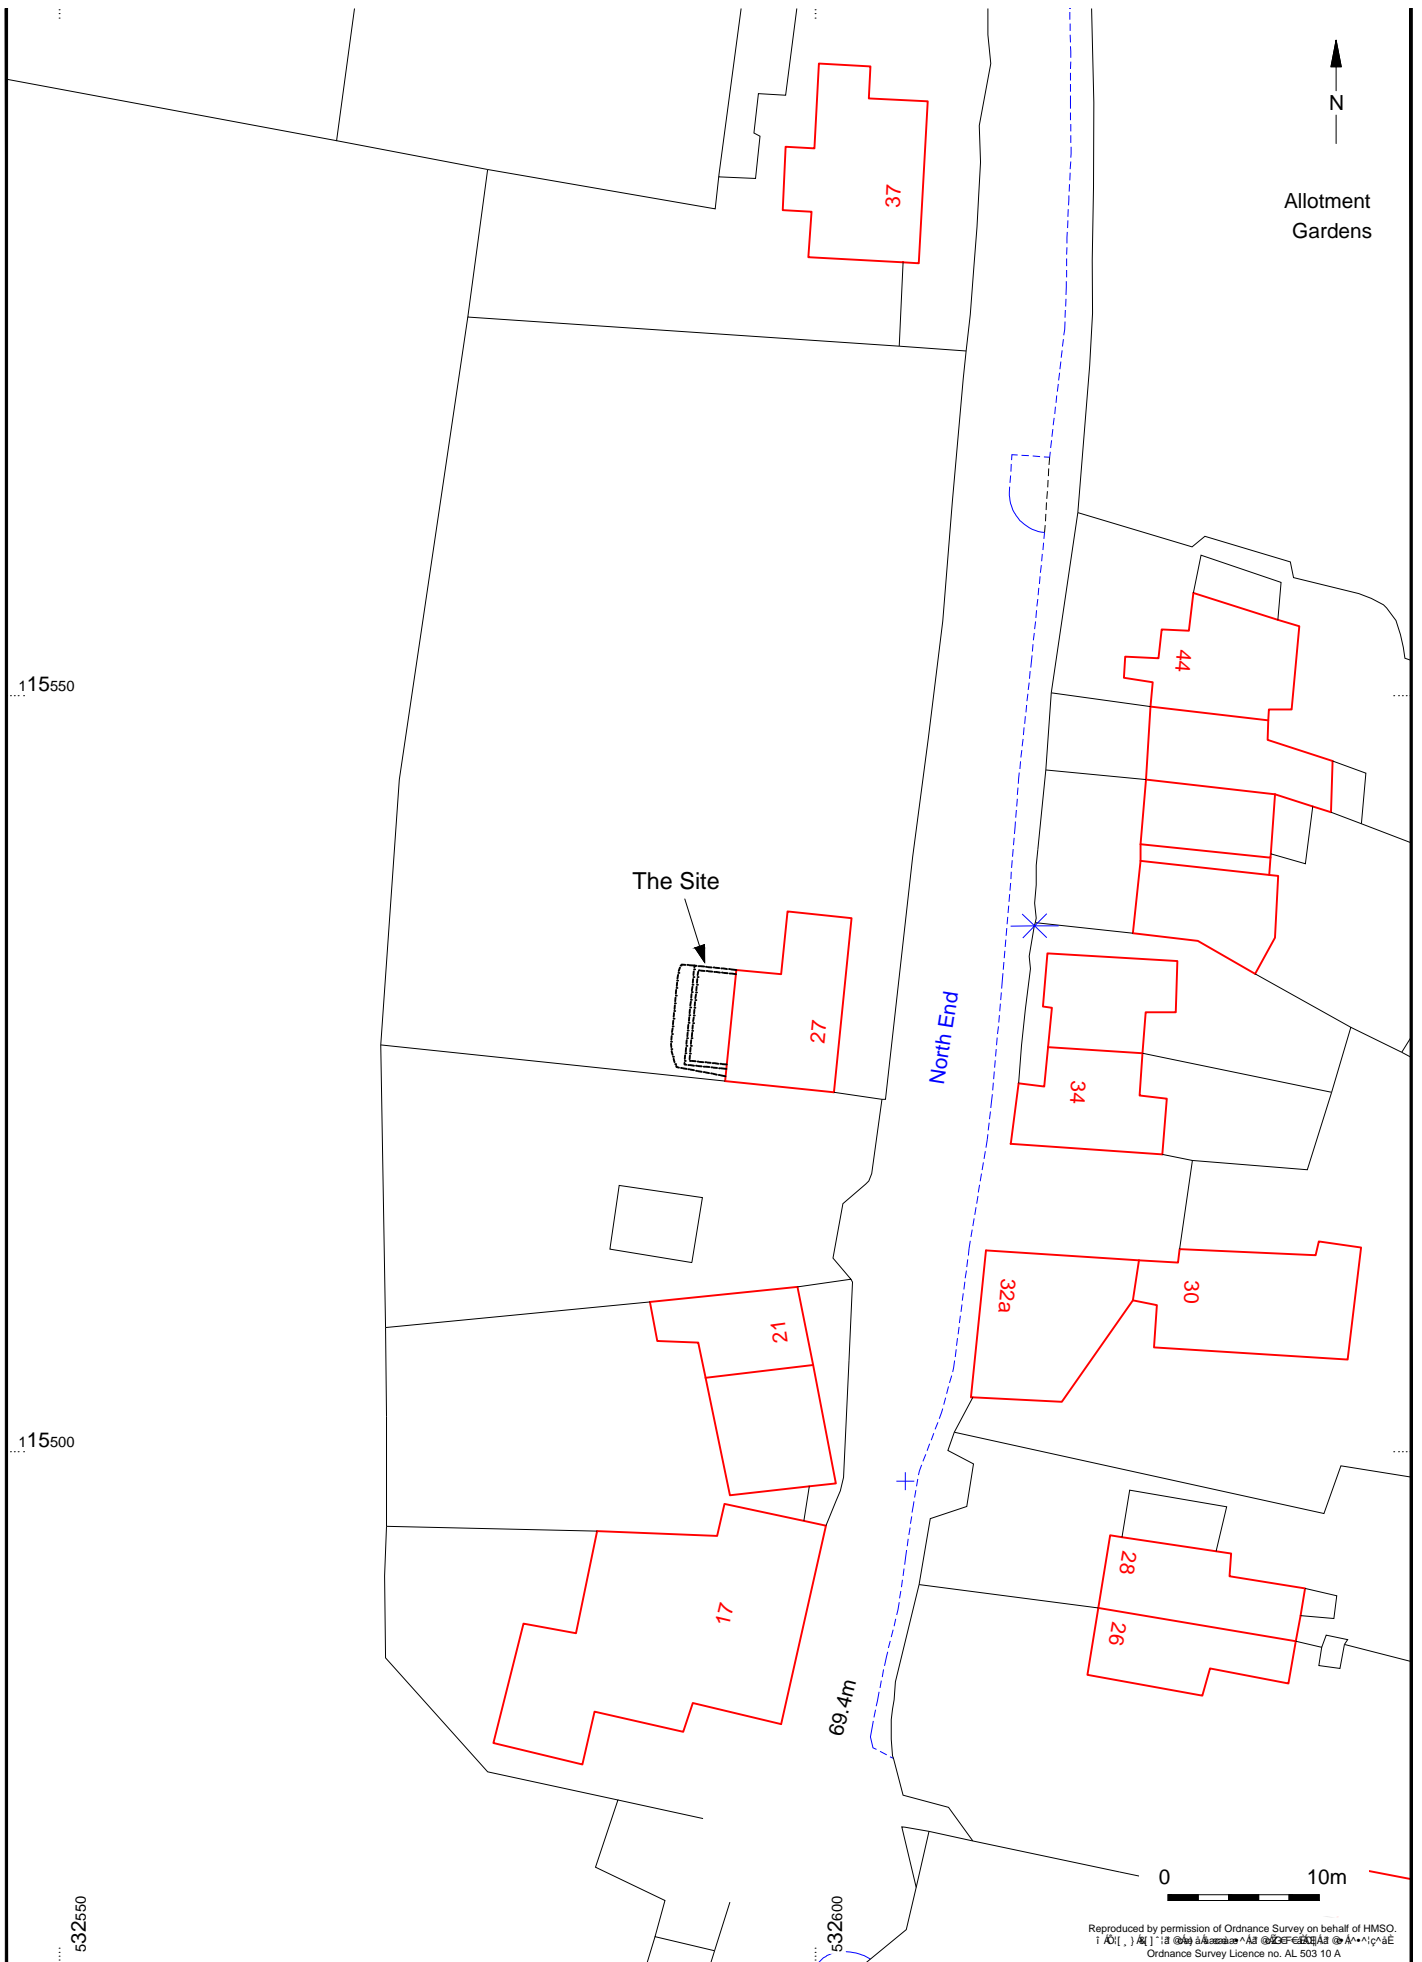 N
Allotment
Gardens
37
44
115550
The Site
27
North End
34
32a
30
21
115500
28
17
26
69.4m
0 10m
532550
532600
Reproduced by permission of Ordnance Survey on behalf of HMSO.
Ordnance Survey Licence no. AL 503 10 A